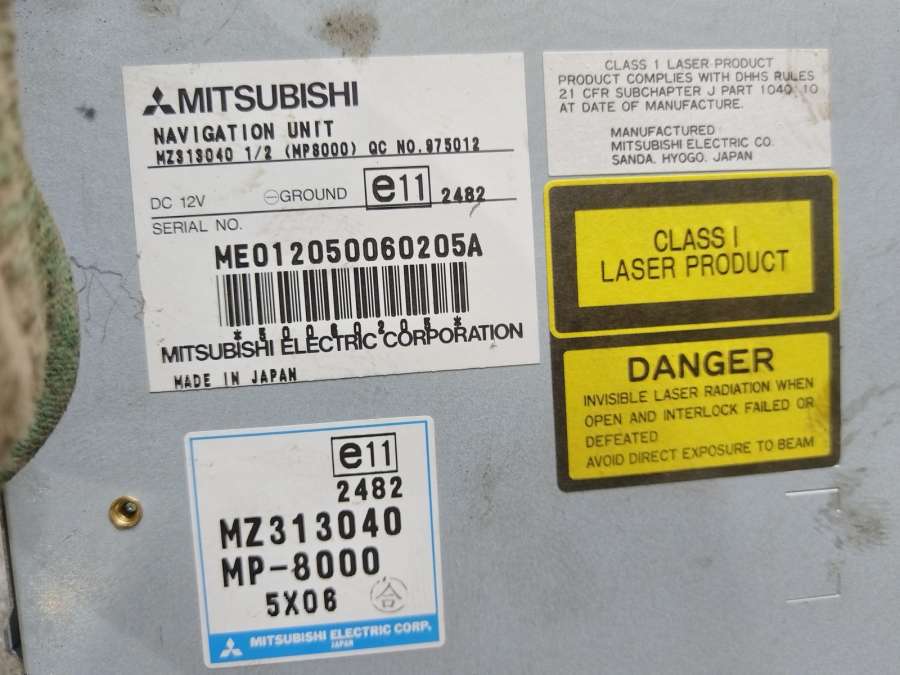 MITSUBISHI
NAVIGATION UNIT
MZ313040 1/2 (MP8000) QC NO.975012
DC 12V ⊖GROUND e11 2482
SERIAL NO.
ME012050060205A
*50060205*
MITSUBISHI ELECTRIC CORPORATION
MADE IN JAPAN
CLASS 1 LASER PRODUCT
PRODUCT COMPLIES WITH DHHS RULES
21 CFR SUBCHAPTER J PART 1040.10
AT DATE OF MANUFACTURE.
MANUFACTURED
MITSUBISHI ELECTRIC CO.
SANDA, HYOGO, JAPAN
CLASS I
LASER PRODUCT
DANGER
INVISIBLE LASER RADIATION WHEN
OPEN AND INTERLOCK FAILED OR
DEFEATED
AVOID DIRECT EXPOSURE TO BEAM
e11
2482
MZ313040
MP-8000
5X06
合
MITSUBISHI ELECTRIC CORP.
JAPAN